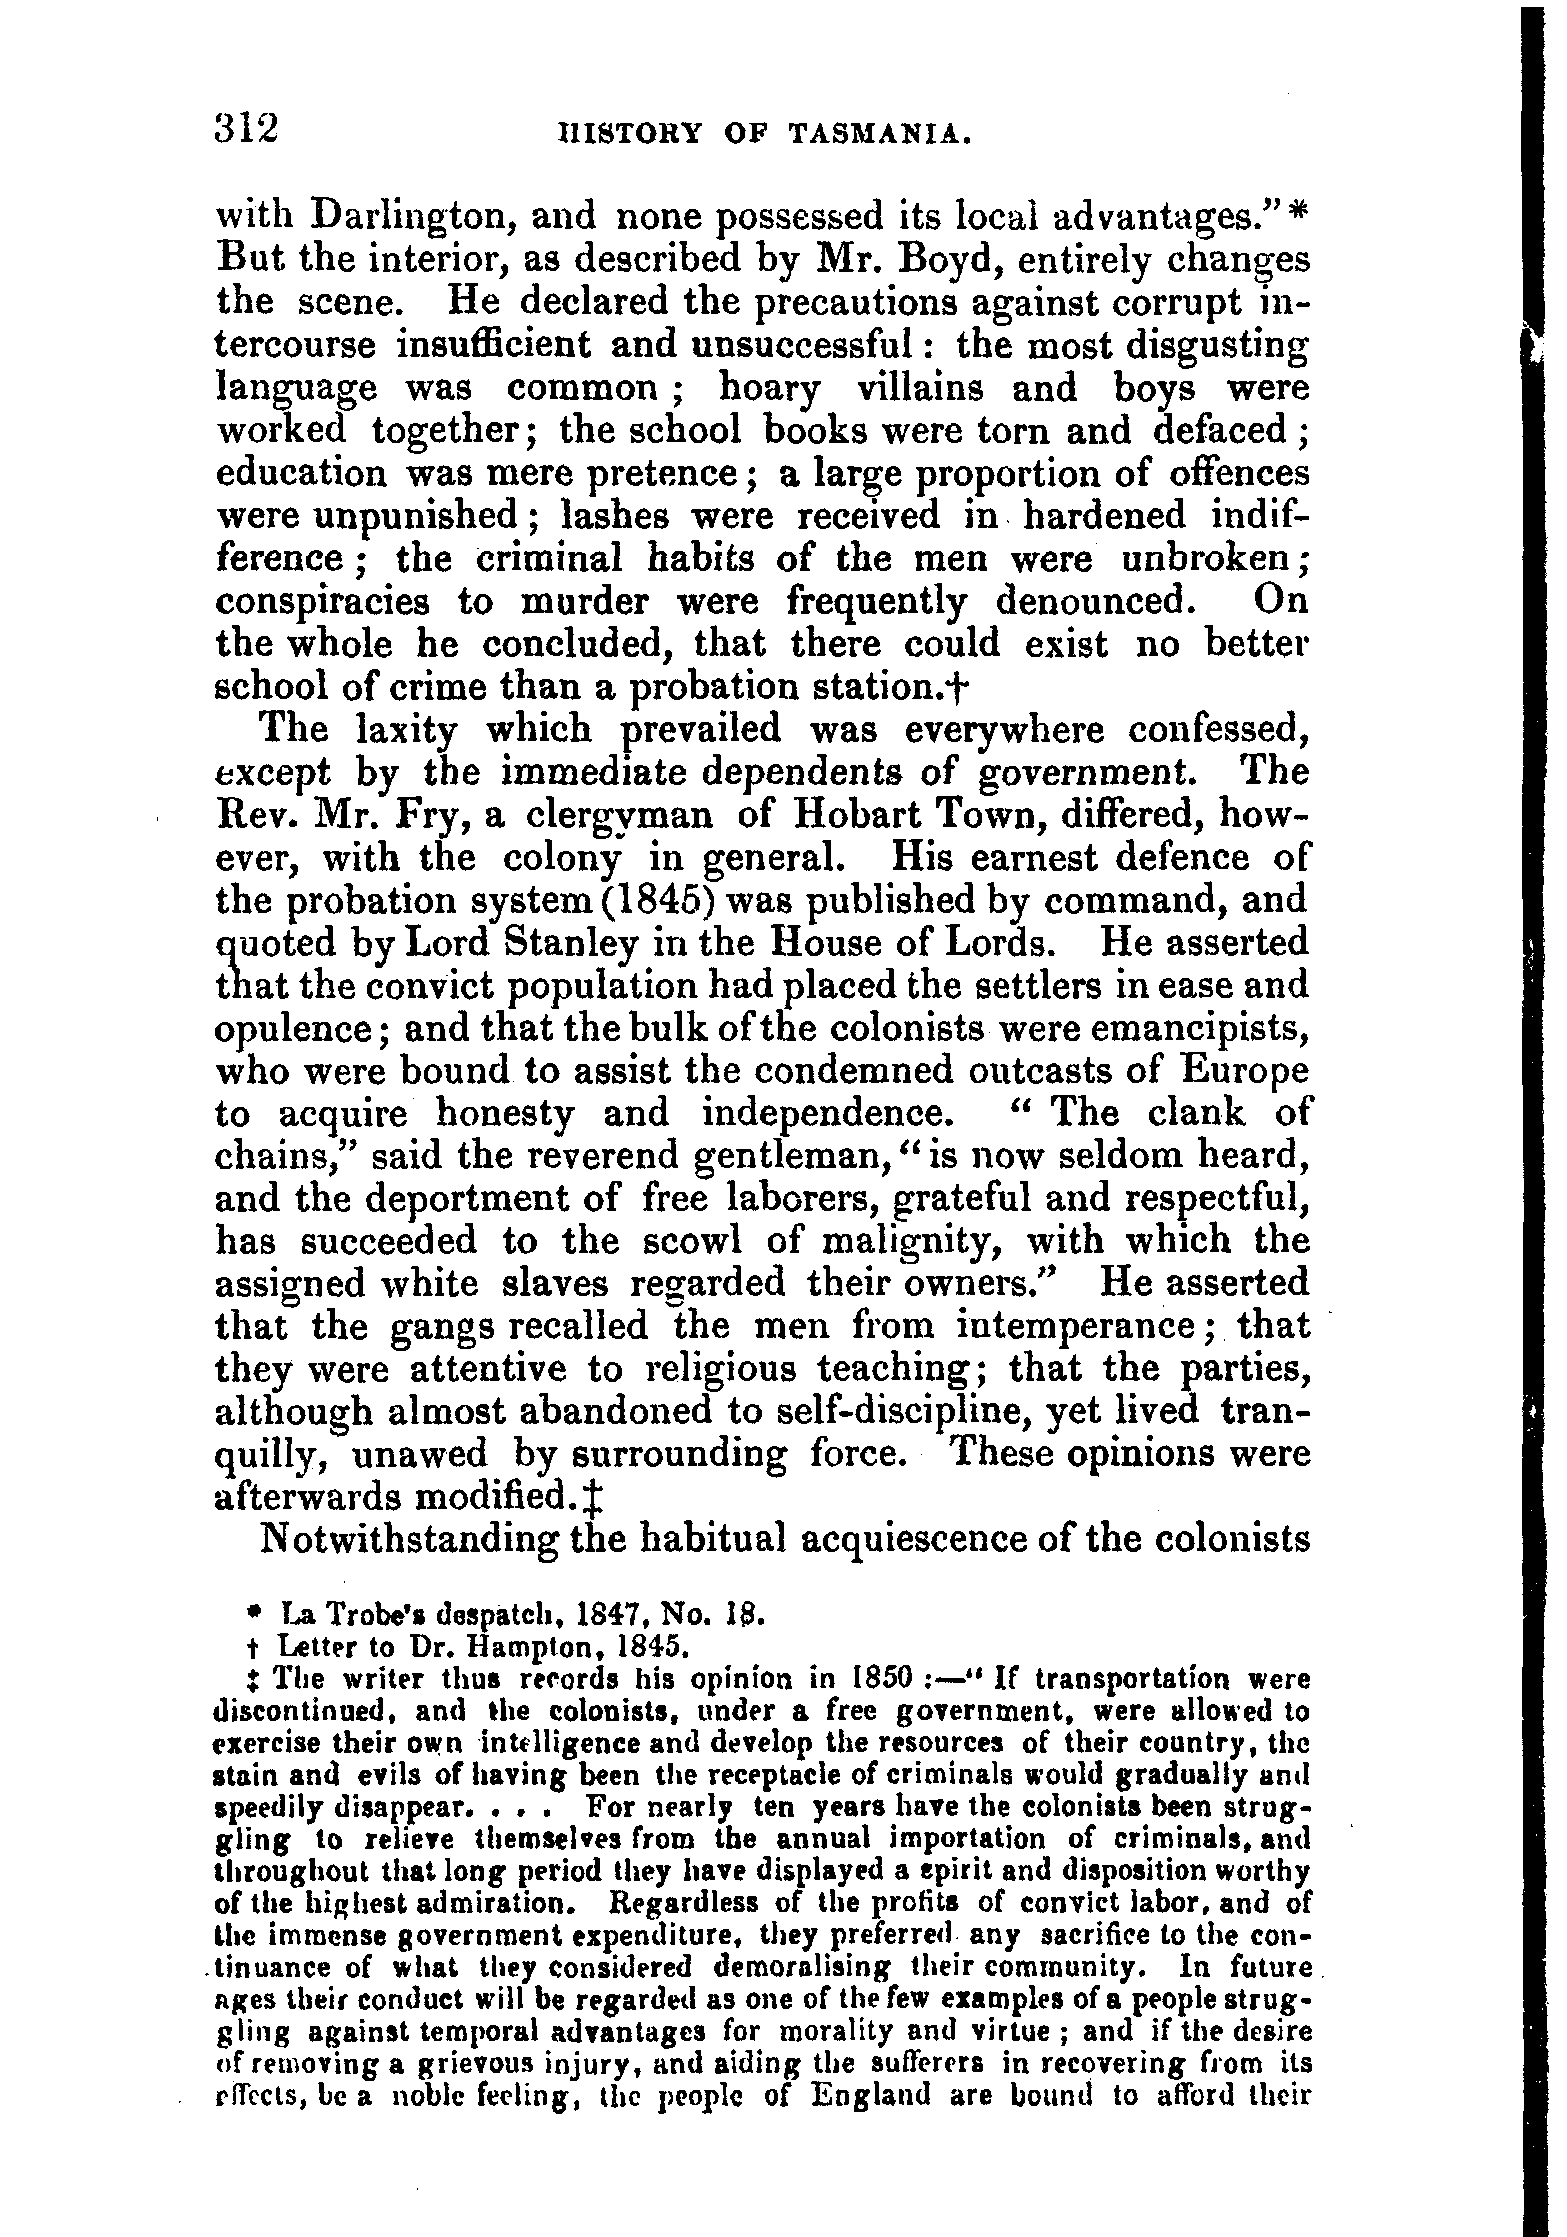 312 HISTORY OF TASMANIA.
with Darlington, and none possessed its local advantages."*
But the interior, as described by Mr. Boyd, entirely changes
the scene. He declared the precautions against corrupt in-
tercourse insufficient and unsuccessful : the most disgusting
language was common ; hoary villains and boys were
worked together; the school books were torn and defaced ;
education was mere pretence ; a large proportion of offences
were unpunished ; lashes were received in hardened indif-
ference ; the criminal habits of the men were unbroken ;
conspiracies to murder were frequently denounced. On
the whole he concluded, that there could exist no better
school of crime than a probation station.†
The laxity which prevailed was everywhere confessed,
except by the immediate dependents of government. The
Rev. Mr. Fry, a clergyman of Hobart Town, differed, how-
ever, with the colony in general. His earnest defence of
the probation system (1845) was published by command, and
quoted by Lord Stanley in the House of Lords. He asserted
that the convict population had placed the settlers in ease and
opulence; and that the bulk of the colonists were emancipists,
who were bound to assist the condemned outcasts of Europe
to acquire honesty and independence. " The clank of
chains," said the reverend gentleman, "is now seldom heard,
and the deportment of free laborers, grateful and respectful,
has succeeded to the scowl of malignity, with which the
assigned white slaves regarded their owners." He asserted
that the gangs recalled the men from intemperance ; that
they were attentive to religious teaching; that the parties,
although almost abandoned to self-discipline, yet lived tran-
quilly, unawed by surrounding force. These opinions were
afterwards modified.‡
Notwithstanding the habitual acquiescence of the colonists
* La Trobe's despatch, 1847, No. 18.
† Letter to Dr. Hampton, 1845.
‡ The writer thus records his opinion in 1850 :—" If transportation were
discontinued, and the colonists, under a free government, were allowed to
exercise their own intelligence and develop the resources of their country, the
stain and evils of having been the receptacle of criminals would gradually and
speedily disappear. . . . For nearly ten years have the colonists been strug-
gling to relieve themselves from the annual importation of criminals, and
throughout that long period they have displayed a spirit and disposition worthy
of the highest admiration. Regardless of the profits of convict labor, and of
the immense government expenditure, they preferred any sacrifice to the con-
tinuance of what they considered demoralising their community. In future
ages their conduct will be regarded as one of the few examples of a people strug-
gling against temporal advantages for morality and virtue ; and if the desire
of removing a grievous injury, and aiding the sufferers in recovering from its
effects, be a noble feeling, the people of England are bound to afford their